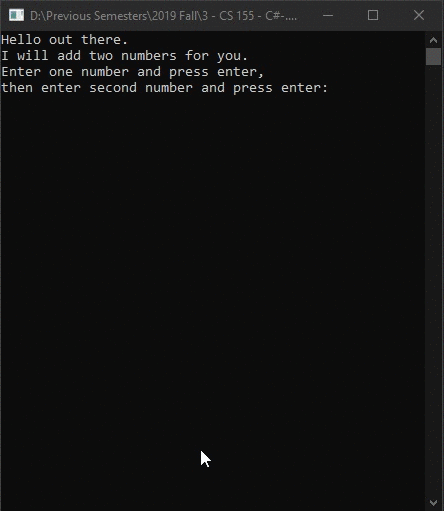 D:\Previous Semesters\2019 Fall\3 - CS 155 - C#-....
Hello out there.
I will add two numbers for you.
Enter one number and press enter,
then enter second number and press enter: